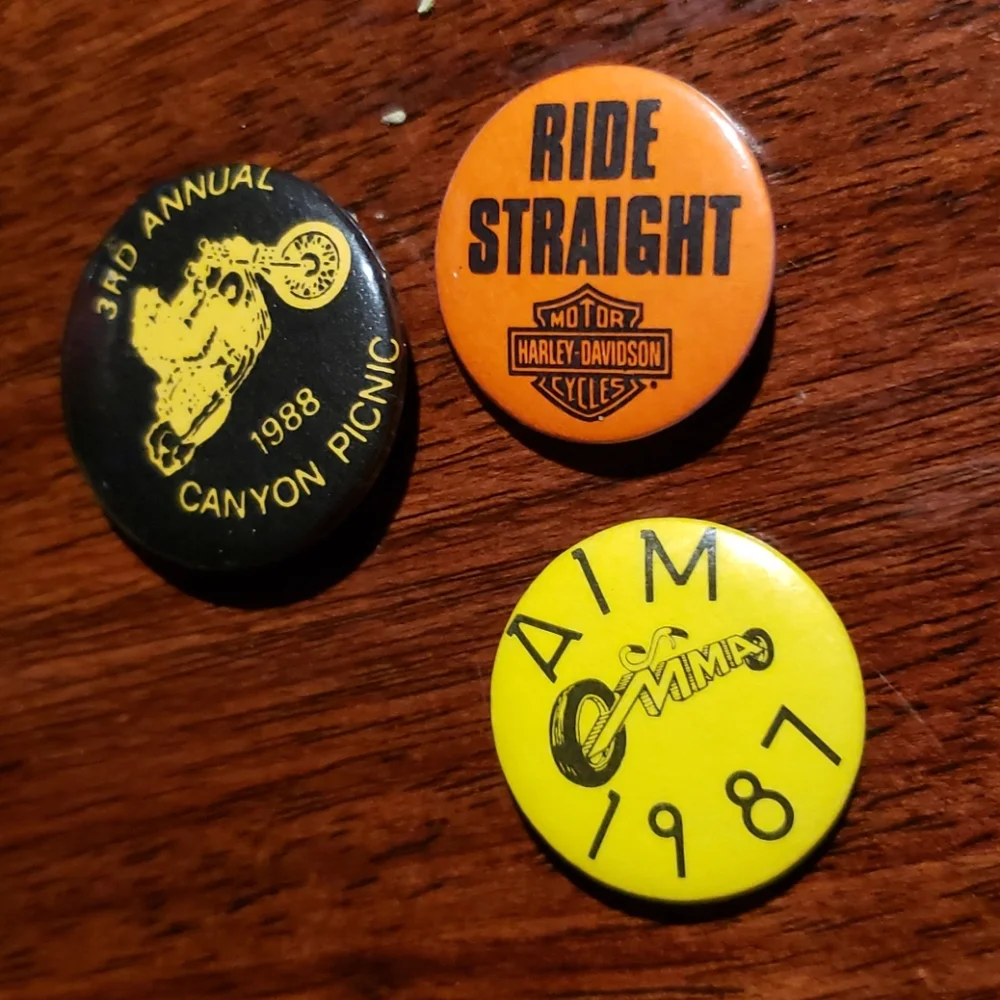 3RD ANNUAL
1988
CANYON PICNIC
RIDE
STRAIGHT
MOTOR
HARLEY-DAVIDSON
CYCLES
AIM
MMA
1987